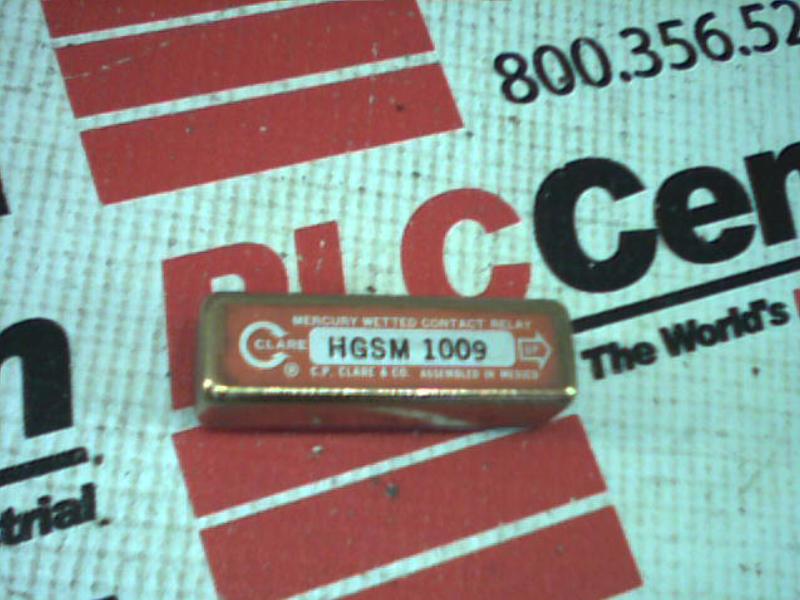 800.356.52
PLC Cen
The World's
MERCURY WETTED CONTACT RELAY
CLARE
HGSM 1009
UP
® C.P. CLARE & CO. ASSEMBLED IN MEXICO
n
trial